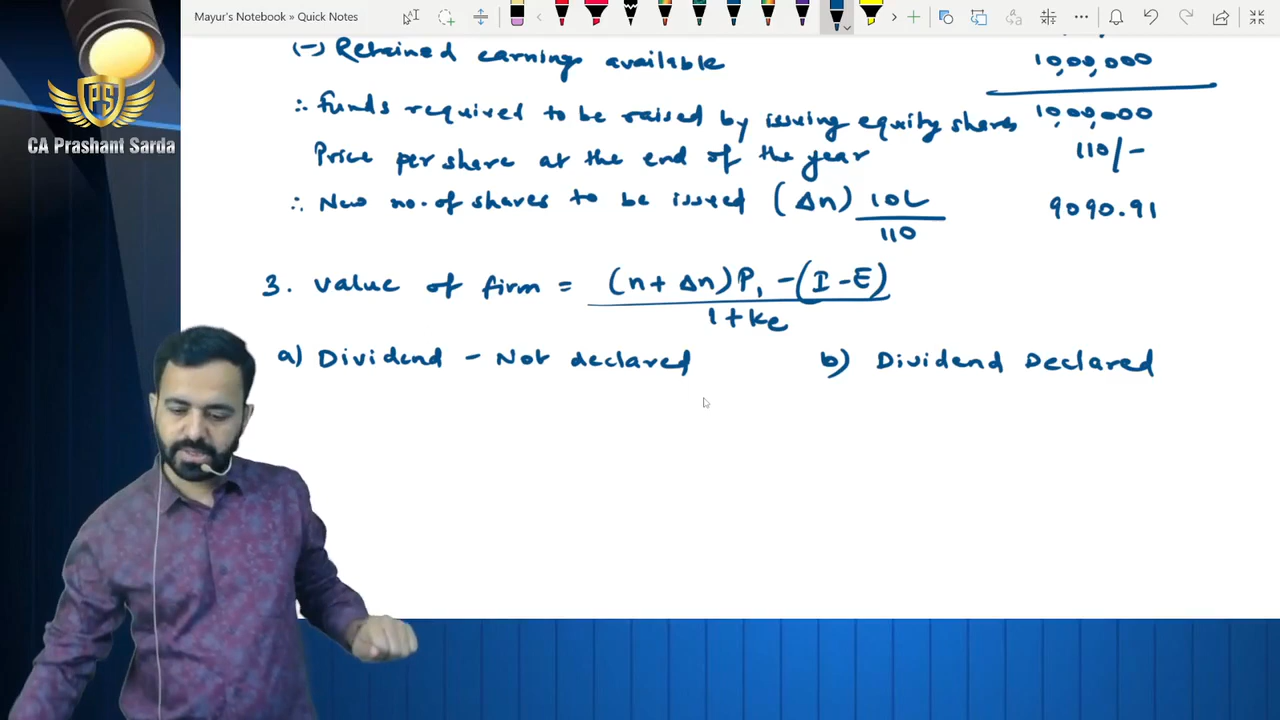 Mayur's Notebook » Quick Notes
(-) Retained earnings available 10,00,000
∴ Funds required to be raised by issuing equity shares 10,00,000
Price per share at the end of the year 110/-
∴ New no. of shares to be issued (Δn) 10L / 110 9090.91
3. Value of firm = (n + Δn) P₁ - (I - E) / 1 + ke
a) Dividend - Not declared b) Dividend Declared
PS
CA Prashant Sarda